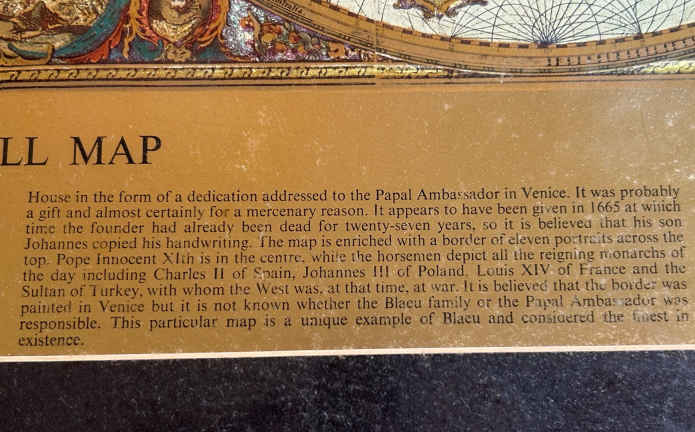 LL MAP
House in the form of a dedication addressed to the Papal Ambassador in Venice. It was probably
a gift and almost certainly for a mercenary reason. It appears to have been given in 1665 at which
time the founder had already been dead for twenty-seven years, so it is believed that his son
Johannes copied his handwriting. The map is enriched with a border of eleven portraits across the
top. Pope Innocent XIth is in the centre, while the horsemen depict all the reigning monarchs of
the day including Charles II of Spain, Johannes III of Poland, Louis XIV of France and the
Sultan of Turkey, with whom the West was, at that time, at war. It is believed that the border was
painted in Venice but it is not known whether the Blaeu family or the Papal Ambassador was
responsible. This particular map is a unique example of Blaeu and considered the finest in
existence.